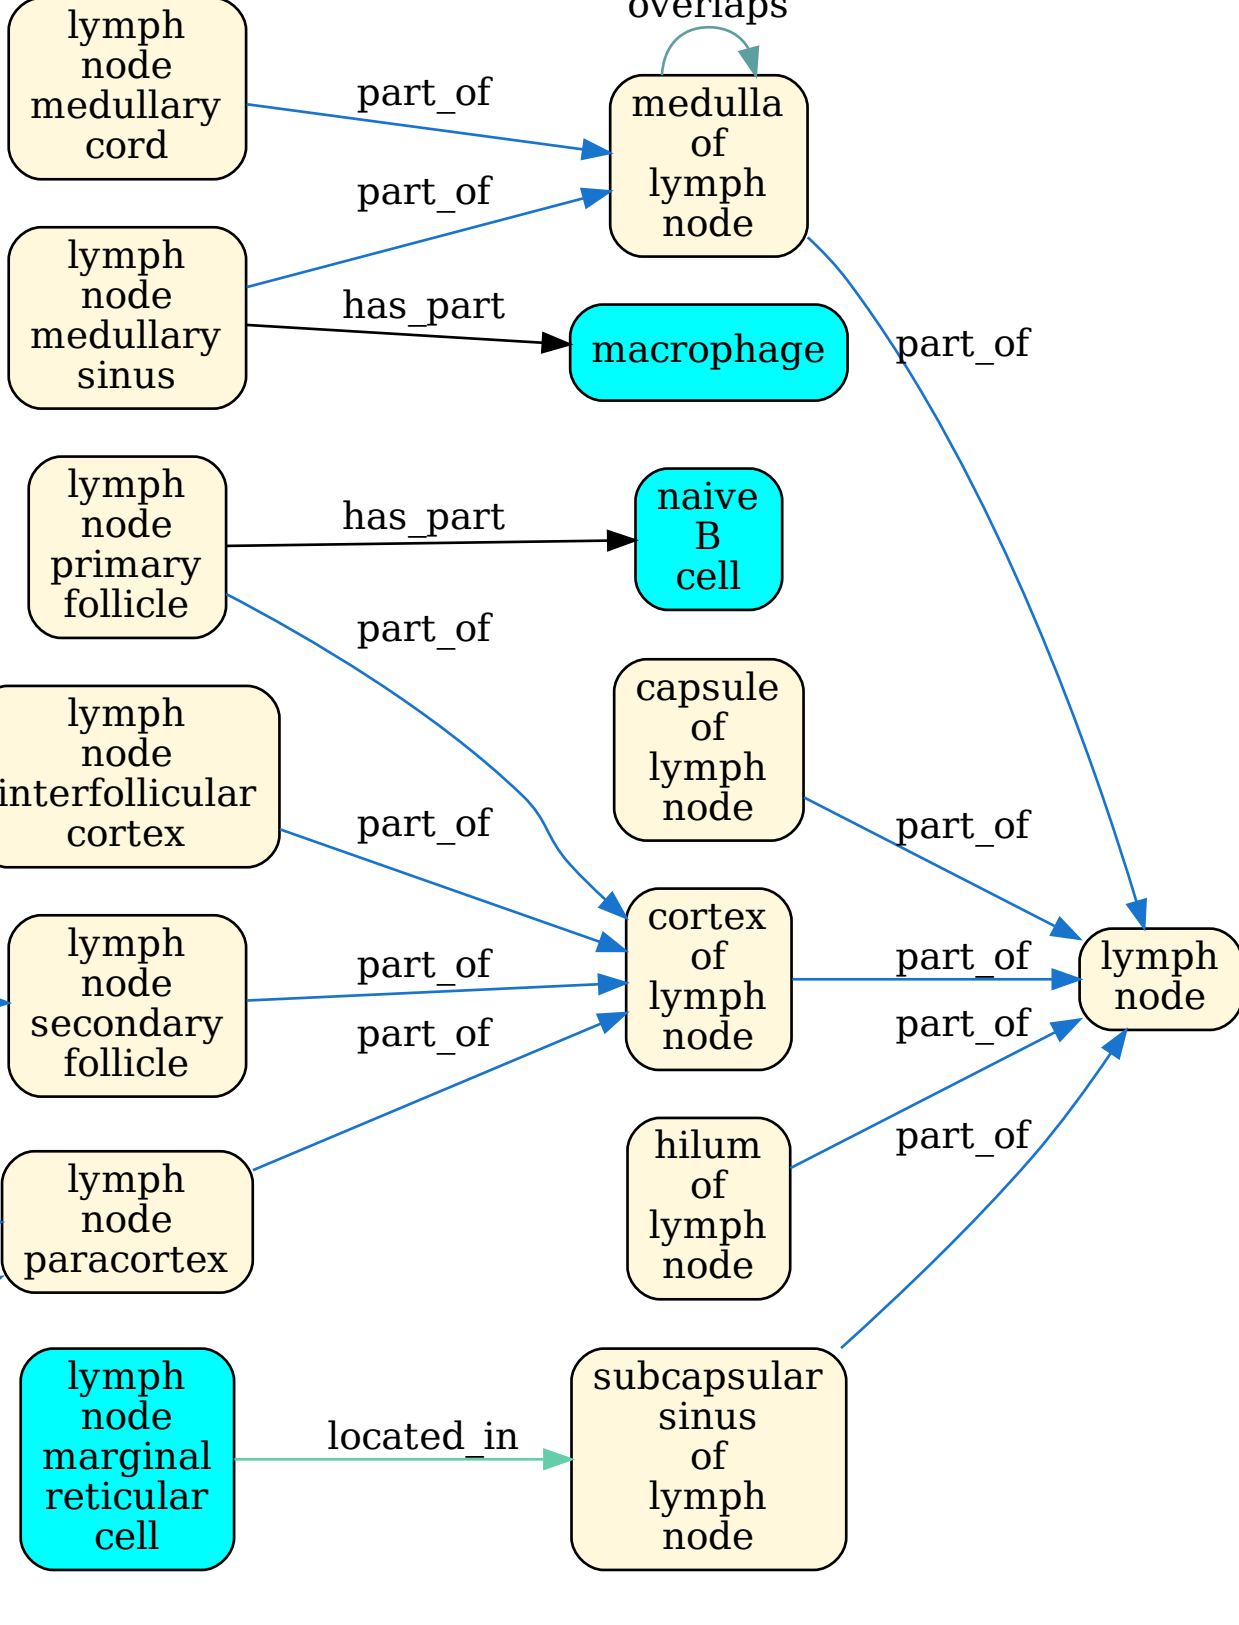 overlaps
lymph
node
medullary
cord
part_of
medulla
of
lymph
node
part_of
lymph
node
medullary
sinus
has_part
macrophage
part_of
lymph
node
primary
follicle
has_part
naive
B
cell
part_of
capsule
of
lymph
node
lymph
node
interfollicular
cortex
part_of
part_of
cortex
of
lymph
node
part_of
lymph
node
lymph
node
secondary
follicle
part_of
part_of
part_of
hilum
of
lymph
node
part_of
lymph
node
paracortex
lymph
node
marginal
reticular
cell
located_in
subcapsular
sinus
of
lymph
node